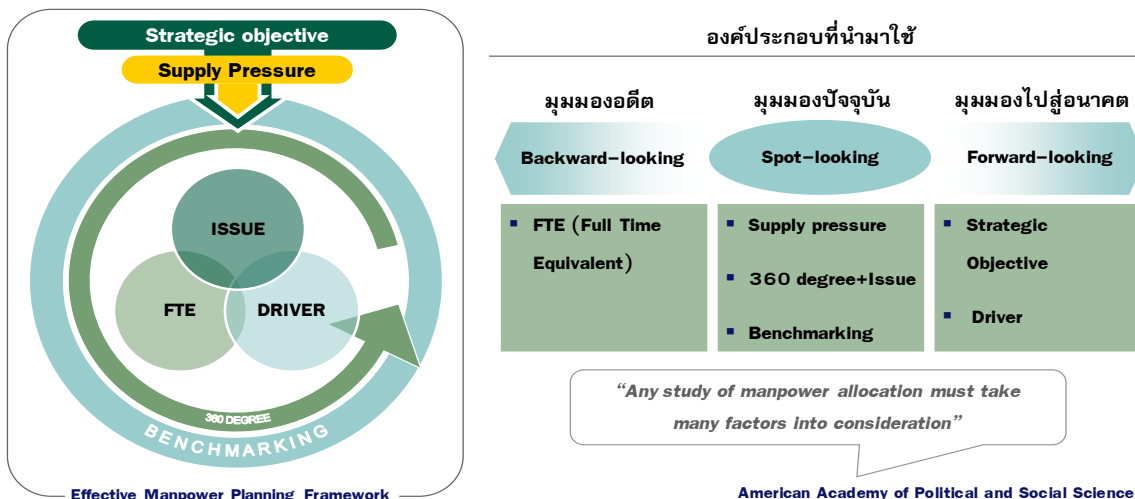 Strategic objective
Supply Pressure
ISSUE
FTE
DRIVER
360 DEGREE
BENCHMARKING
Effective Manpower Planning Framework
องค์ประกอบที่นำมาใช้
มุมมองอดีต
มุมมองปัจจุบัน
มุมมองไปสู่อนาคต
Backward-looking
Spot-looking
Forward-looking
▪ FTE (Full Time
Equivalent)
▪ Supply pressure
▪ 360 degree+Issue
▪ Benchmarking
▪ Strategic
Objective
▪ Driver
“Any study of manpower allocation must take
many factors into consideration”
American Academy of Political and Social Science